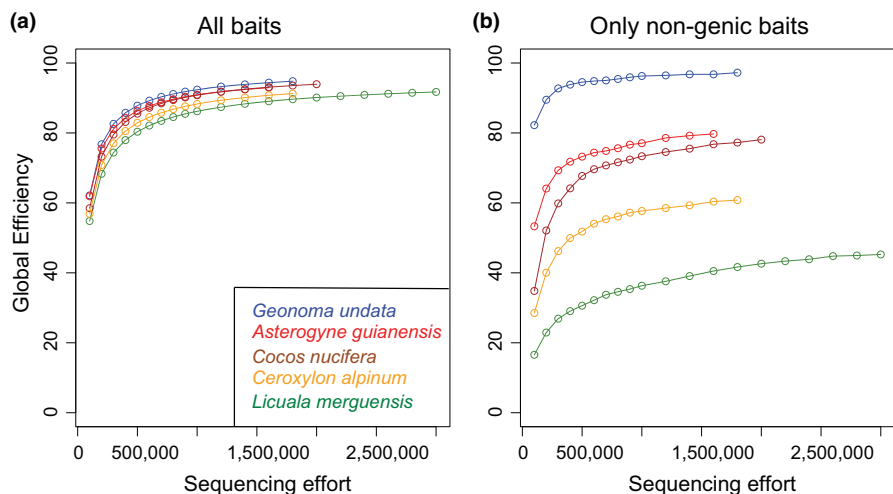 (a) All baits
Global Efficiency
100
80
60
40
20
0
Geonoma undata
Asterogyne guianensis
Cocos nucifera
Ceroxylon alpinum
Licuala merguensis
0 500,000 1,500,000 2,500,000
Sequencing effort
(b) Only non-genic baits
100
80
60
40
20
0
0 500,000 1,500,000 2,500,000
Sequencing effort